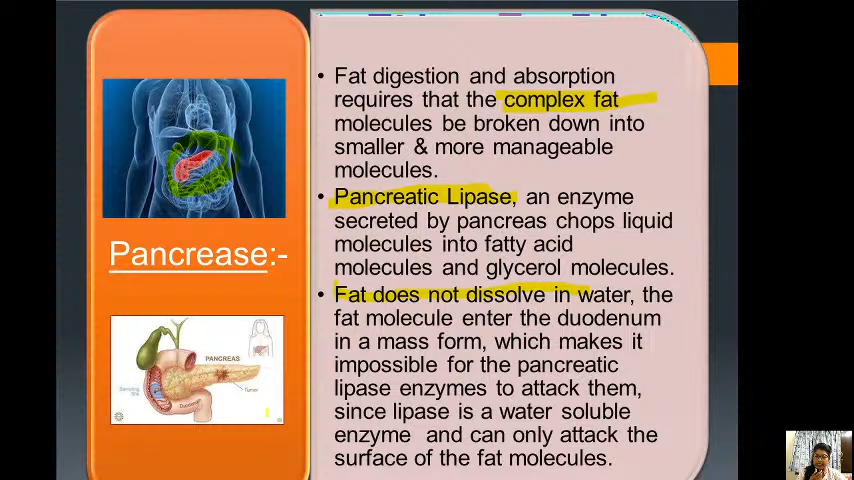 Pancrease:-
PANCREAS
Tumor
Duodenum
• Fat digestion and absorption
requires that the complex fat
molecules be broken down into
smaller & more manageable
molecules.
• Pancreatic Lipase, an enzyme
secreted by pancreas chops liquid
molecules into fatty acid
molecules and glycerol molecules.
• Fat does not dissolve in water, the
fat molecule enter the duodenum
in a mass form, which makes it
impossible for the pancreatic
lipase enzymes to attack them,
since lipase is a water soluble
enzyme and can only attack the
surface of the fat molecules.